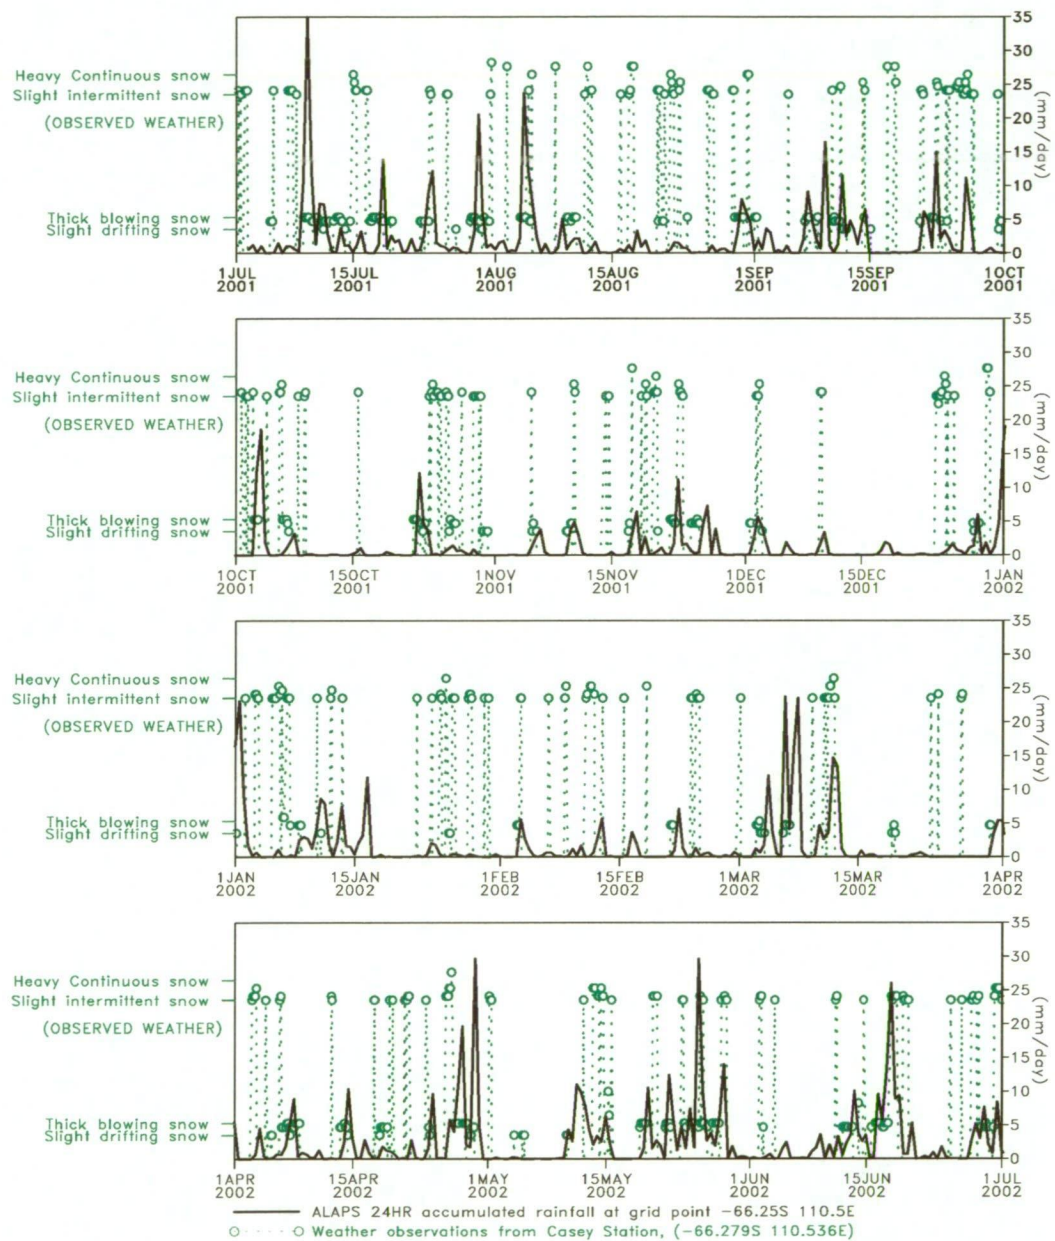 35
Heavy Continuous snow
30
Slight intermittent snow
25
(OBSERVED WEATHER)
20
(mm/day)
15
10
Thick blowing snow
5
Slight drifting snow
0
1JUL 15JUL 1AUG 15AUG 1SEP 15SEP 1OCT
2001 2001 2001 2001 2001 2001 2001
35
Heavy Continuous snow
30
Slight intermittent snow
25
(OBSERVED WEATHER)
20
(mm/day)
15
10
Thick blowing snow
5
Slight drifting snow
0
1OCT 15OCT 1NOV 15NOV 1DEC 15DEC 1JAN
2001 2001 2001 2001 2001 2001 2002
35
Heavy Continuous snow
30
Slight intermittent snow
25
(OBSERVED WEATHER)
20
(mm/day)
15
10
Thick blowing snow
5
Slight drifting snow
0
1JAN 15JAN 1FEB 15FEB 1MAR 15MAR 1APR
2002 2002 2002 2002 2002 2002 2002
35
Heavy Continuous snow
30
Slight intermittent snow
25
(OBSERVED WEATHER)
20
(mm/day)
15
10
Thick blowing snow
5
Slight drifting snow
0
1APR 15APR 1MAY 15MAY 1JUN 15JUN 1JUL
2002 2002 2002 2002 2002 2002 2002
ALAPS 24HR accumulated rainfall at grid point -66.25S 110.5E
Weather observations from Casey Station, (-66.279S 110.536E)